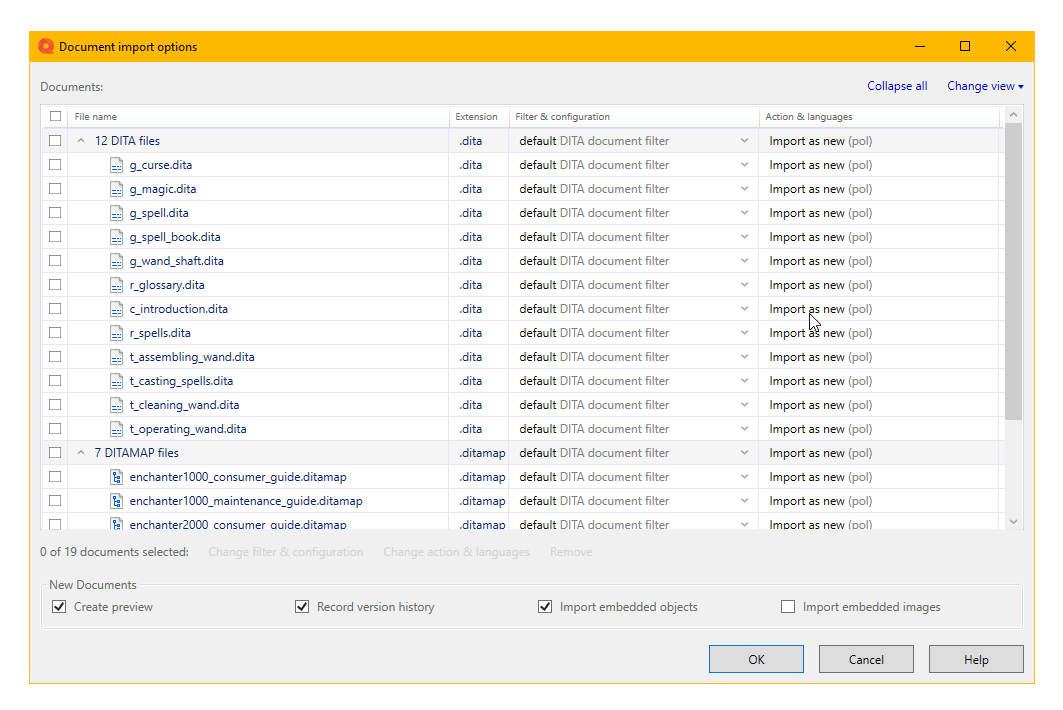 Document import options
Documents:
Collapse all Change view
File name Extension Filter & configuration Action & languages
12 DITA files .dita default DITA document filter Import as new (pol)
g_curse.dita .dita default DITA document filter Import as new (pol)
g_magic.dita .dita default DITA document filter Import as new (pol)
g_spell.dita .dita default DITA document filter Import as new (pol)
g_spell_book.dita .dita default DITA document filter Import as new (pol)
g_wand_shaft.dita .dita default DITA document filter Import as new (pol)
r_glossary.dita .dita default DITA document filter Import as new (pol)
c_introduction.dita .dita default DITA document filter Import as new (pol)
r_spells.dita .dita default DITA document filter Import as new (pol)
t_assembling_wand.dita .dita default DITA document filter Import as new (pol)
t_casting_spells.dita .dita default DITA document filter Import as new (pol)
t_cleaning_wand.dita .dita default DITA document filter Import as new (pol)
t_operating_wand.dita .dita default DITA document filter Import as new (pol)
7 DITAMAP files .ditamap default DITA document filter Import as new (pol)
enchanter1000_consumer_guide.ditamap .ditamap default DITA document filter Import as new (pol)
enchanter1000_maintenance_guide.ditamap .ditamap default DITA document filter Import as new (pol)
enchanter2000_consumer_guide.ditamap .ditamap default DITA document filter Import as new (pol)
0 of 19 documents selected: Change filter & configuration Change action & languages Remove
New Documents
Create preview Record version history Import embedded objects Import embedded images
OK Cancel Help